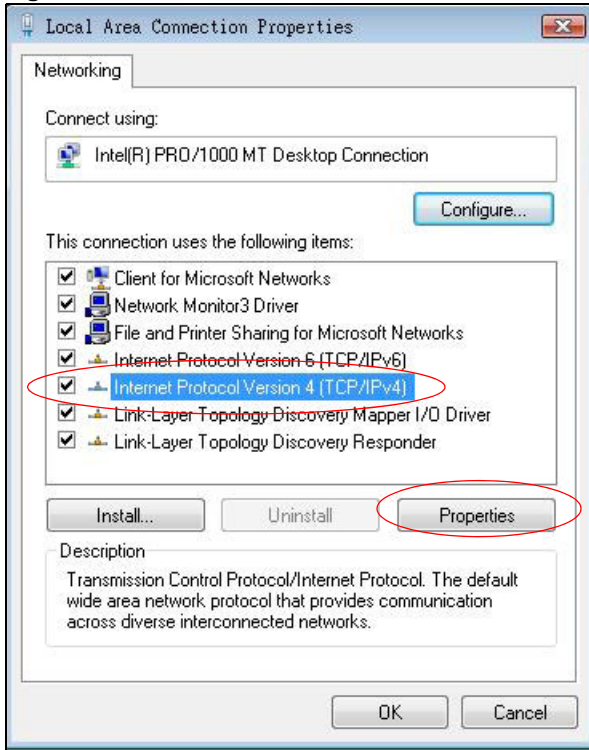 Local Area Connection Properties
Networking
Connect using:
Intel(R) PRO/1000 MT Desktop Connection
Configure...
This connection uses the following items:
Client for Microsoft Networks
Network Monitor3 Driver
File and Printer Sharing for Microsoft Networks
Internet Protocol Version 6 (TCP/IPv6)
Internet Protocol Version 4 (TCP/IPv4)
Link-Layer Topology Discovery Mapper I/O Driver
Link-Layer Topology Discovery Responder
Install...
Uninstall
Properties
Description
Transmission Control Protocol/Internet Protocol. The default
wide area network protocol that provides communication
across diverse interconnected networks.
OK
Cancel